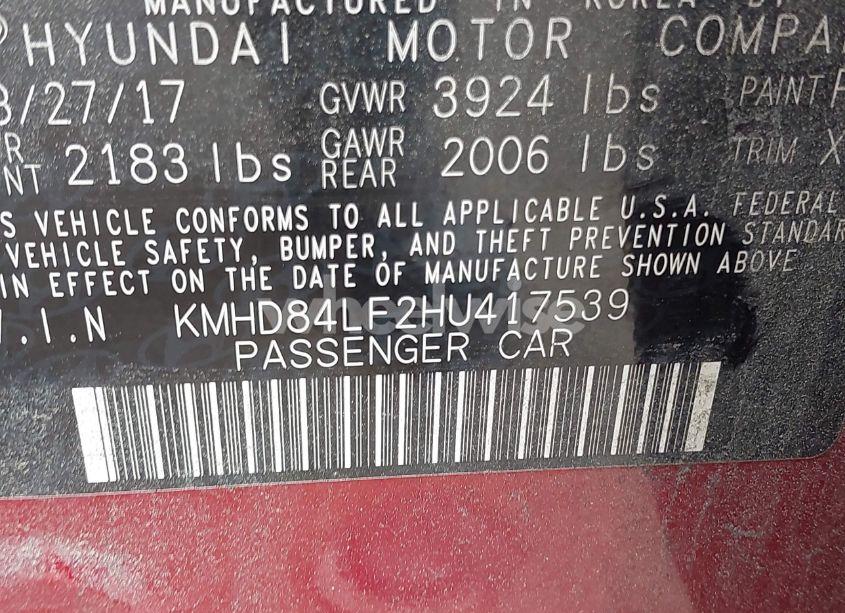 MANUFACTURED IN KOREA BY
HYUNDAI MOTOR COMPA
3/27/17 GVWR 3924 lbs PAINT P
R GAWR
NT 2183 lbs REAR 2006 lbs TRIM X
S VEHICLE CONFORMS TO ALL APPLICABLE U.S.A. FEDERAL
VEHICLE SAFETY, BUMPER, AND THEFT PREVENTION STANDAR
IN EFFECT ON THE DATE OF MANUFACTURE SHOWN ABOVE
.I.N KMHD84LF2HU417539
wheelwise
PASSENGER CAR